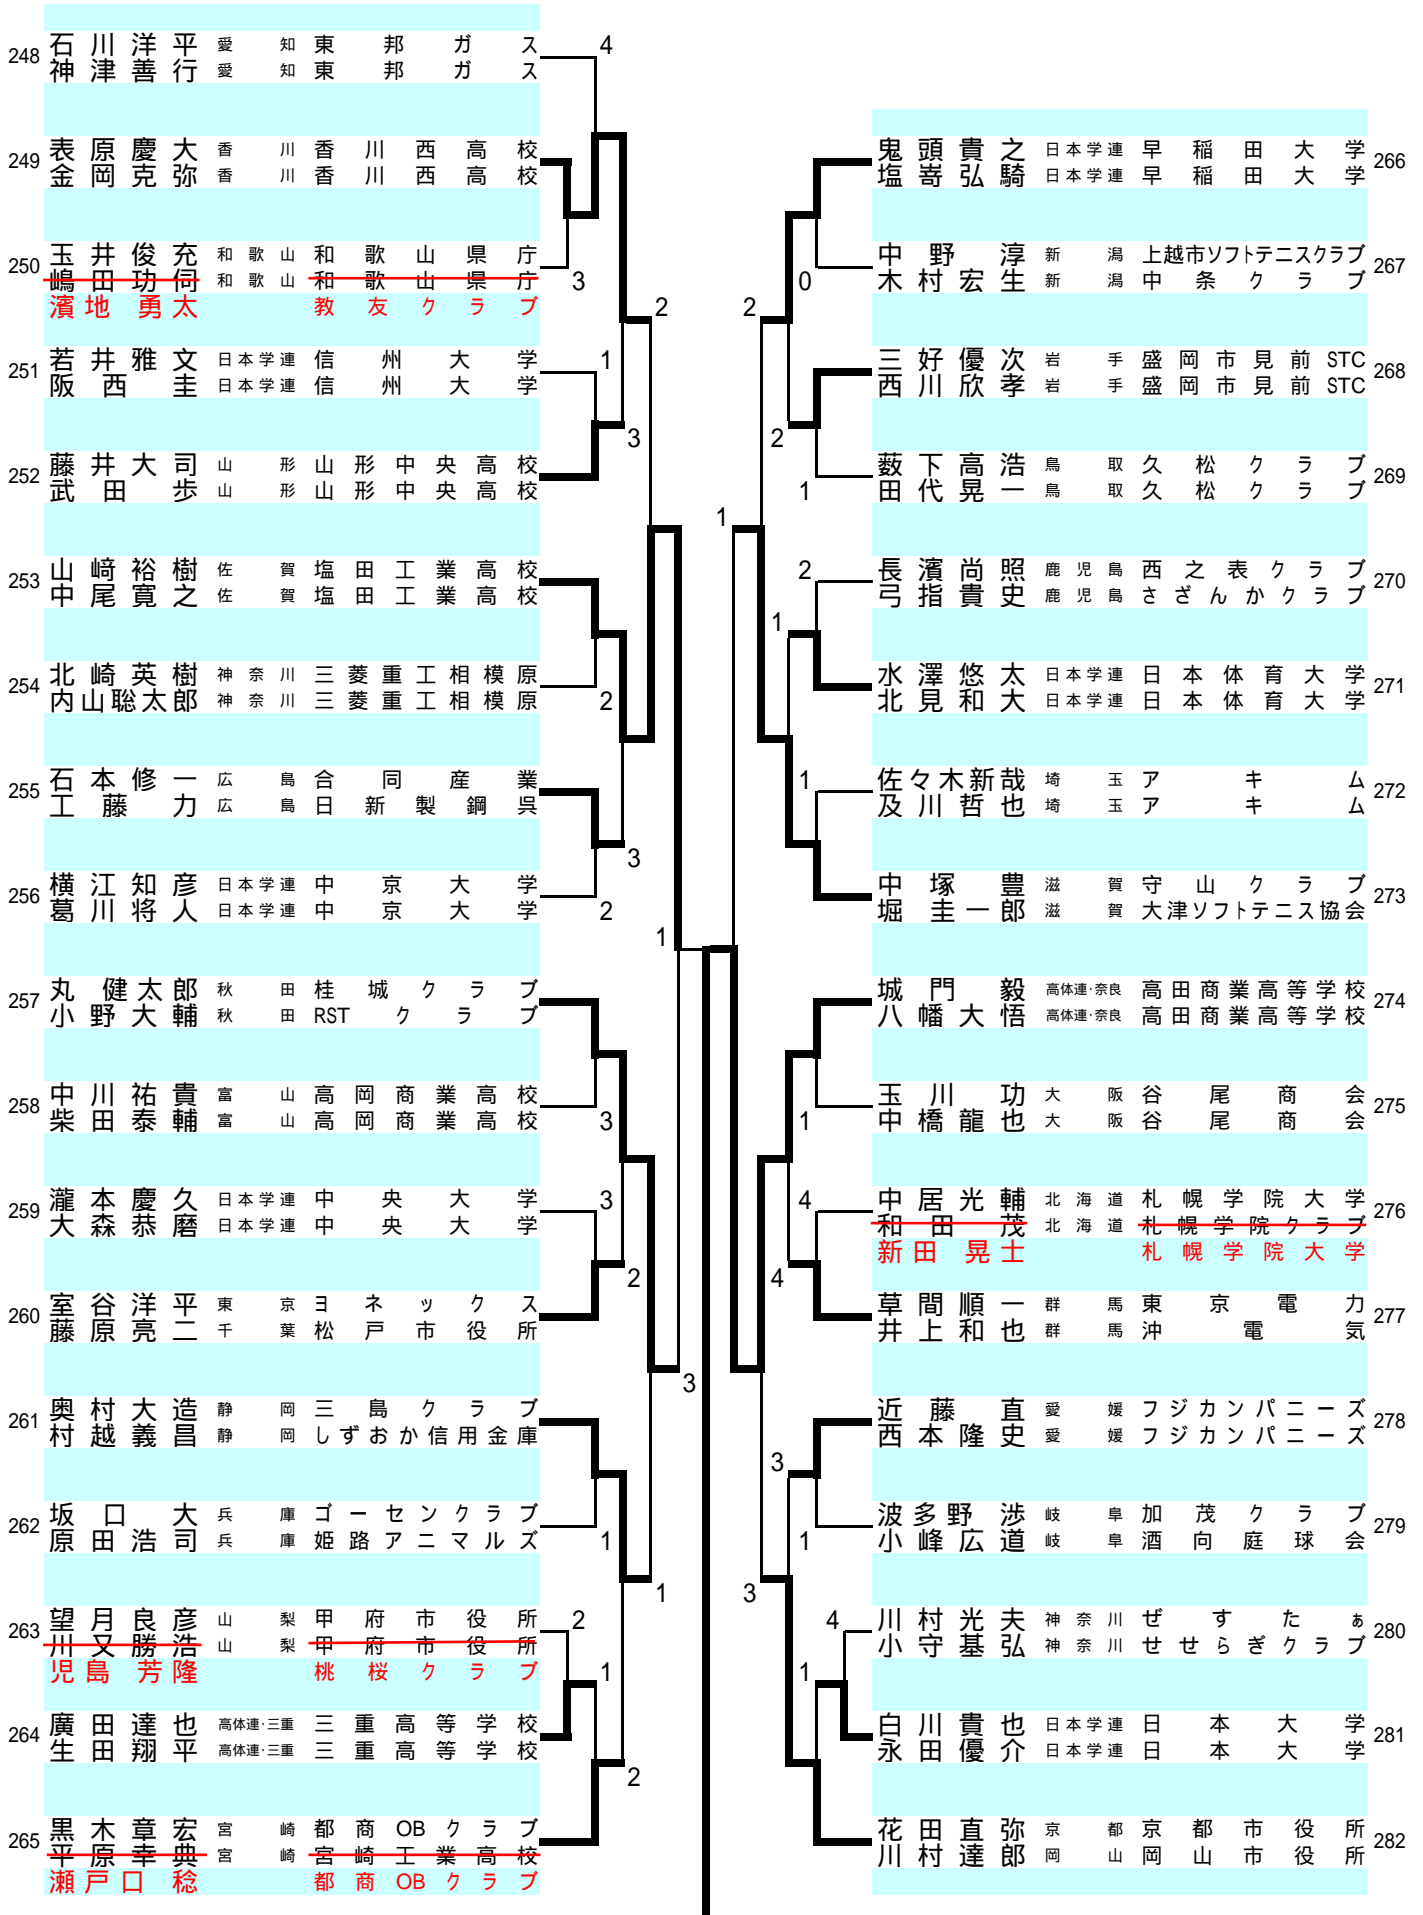 248 石川洋平 愛知 東邦ガス 4
神津善行 愛知 東邦ガス
249 表原慶大 香川 香川西高校
金岡克弥 香川 香川西高校
250 玉井俊充 和歌山 和歌山県庁
嶋田功伺 和歌山 和歌山県庁 3
濱地勇太 教友クラブ
2
251 若井雅文 日本学連 信州大学 1
阪西圭 日本学連 信州大学
3
252 藤井大司 山形 山形中央高校
武田歩 山形 山形中央高校
253 山﨑裕樹 佐賀 塩田工業高校
中尾寛之 佐賀 塩田工業高校
254 北崎英樹 神奈川 三菱重工相模原
内山聡太郎 神奈川 三菱重工相模原 2
255 石本修一 広島 合同産業
工藤力 広島 日新製鋼呉
3
256 横江知彦 日本学連 中京大学
葛川将人 日本学連 中京大学 2
1
257 丸健太郎 秋田 桂城クラブ
小野大輔 秋田 RSTクラブ
258 中川祐貴 富山 高岡商業高校
柴田泰輔 富山 高岡商業高校 3
259 瀧本慶久 日本学連 中央大学 3
大森恭磨 日本学連 中央大学
2
260 室谷洋平 東京 ヨネックス
藤原亮二 千葉 松戸市役所
3
261 奥村大造 静岡 三島クラブ
村越義昌 静岡 しずおか信用金庫
262 坂口大 兵庫 ゴーセンクラブ
原田浩司 兵庫 姫路アニマルズ 1
1
263 望月良彦 山梨 甲府市役所 2
川又勝浩 山梨 甲府市役所
児島芳隆 桃桜クラブ 1
264 廣田達也 高体連・三重 三重高等学校
生田翔平 高体連・三重 三重高等学校
2
265 黒木章宏 宮崎 都商OBクラブ
平原幸典 宮崎 宮崎工業高校
瀬戸口稔 都商OBクラブ
鬼頭貴之 日本学連 早稲田大学 266
塩嵜弘騎 日本学連 早稲田大学
中野淳 新潟 上越市ソフトテニスクラブ 267
0 木村宏生 新潟 中条クラブ
2
三好優次 岩手 盛岡市見前STC 268
西川欣孝 岩手 盛岡市見前STC
2
薮下高浩 鳥取 久松クラブ 269
1 田代晃一 鳥取 久松クラブ
1
2 長濱尚照 鹿児島 西之表クラブ 270
弓指貴史 鹿児島 さざんかクラブ
1
水澤悠太 日本学連 日本体育大学 271
北見和大 日本学連 日本体育大学
1 佐々木新哉 埼玉 アキム 272
及川哲也 埼玉 アキム
中塚豊 滋賀 守山クラブ 273
堀圭一郎 滋賀 大津ソフトテニス協会
城門毅 高体連・奈良 高田商業高等学校 274
八幡大悟 高体連・奈良 高田商業高等学校
玉川功 大阪 谷尾商会 275
1 中橋龍也 大阪 谷尾商会
4 中居光輔 北海道 札幌学院大学 276
和田茂 北海道 札幌学院クラブ
新田晃士 札幌学院大学
4
草間順一 群馬 東京電力 277
井上和也 群馬 沖電気
近藤直 愛媛 フジカンパニーズ 278
西本隆史 愛媛 フジカンパニーズ
3
波多野渉 岐阜 加茂クラブ 279
1 小峰広道 岐阜 酒向庭球会
3
4 川村光夫 神奈川 ぜすたぁ 280
小守基弘 神奈川 せせらぎクラブ
1
白川貴也 日本学連 日本大学 281
永田優介 日本学連 日本大学
花田直弥 京都 京都市役所 282
川村達郎 岡山 岡山市役所